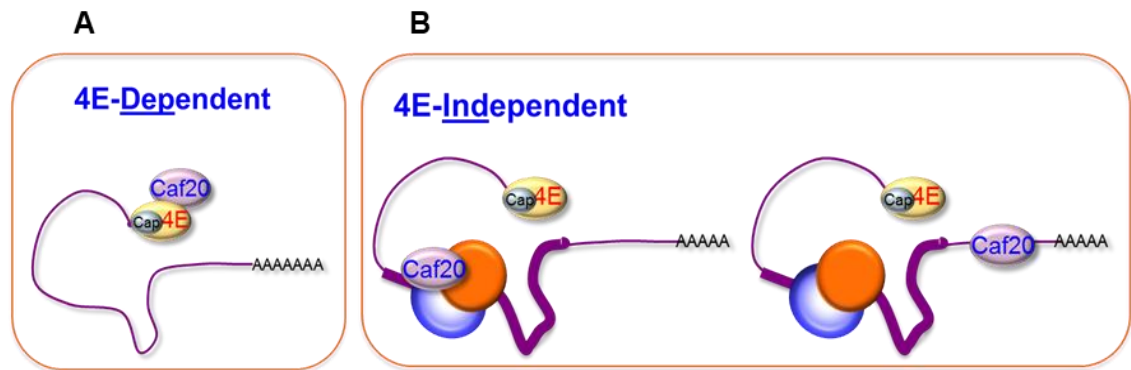 A
B
4E-Dependent
4E-Independent
Caf20
Cap 4E
AAAAAAA
Cap 4E
AAAAA
Caf20
Cap 4E
Caf20
AAAAA